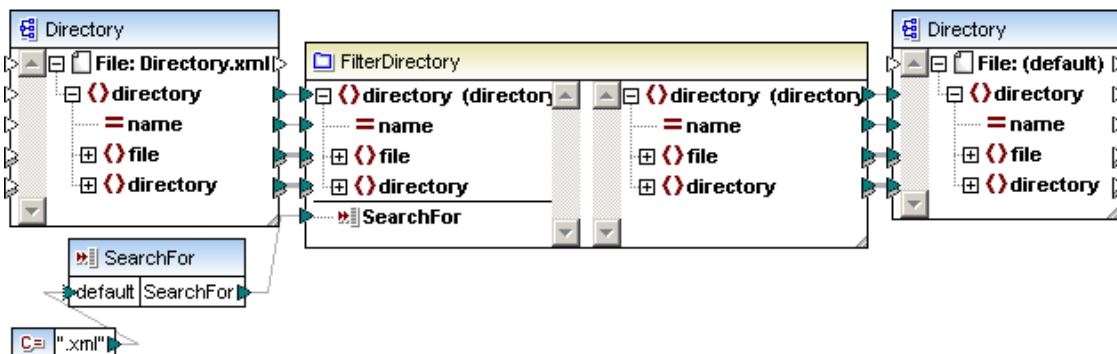 Directory
File: Directory.xml
directory
name
file
directory
FilterDirectory
directory (directory
name
file
directory
SearchFor
directory (directory
name
file
directory
Directory
File: (default)
directory
name
file
directory
SearchFor
default SearchFor
C= ".xml"